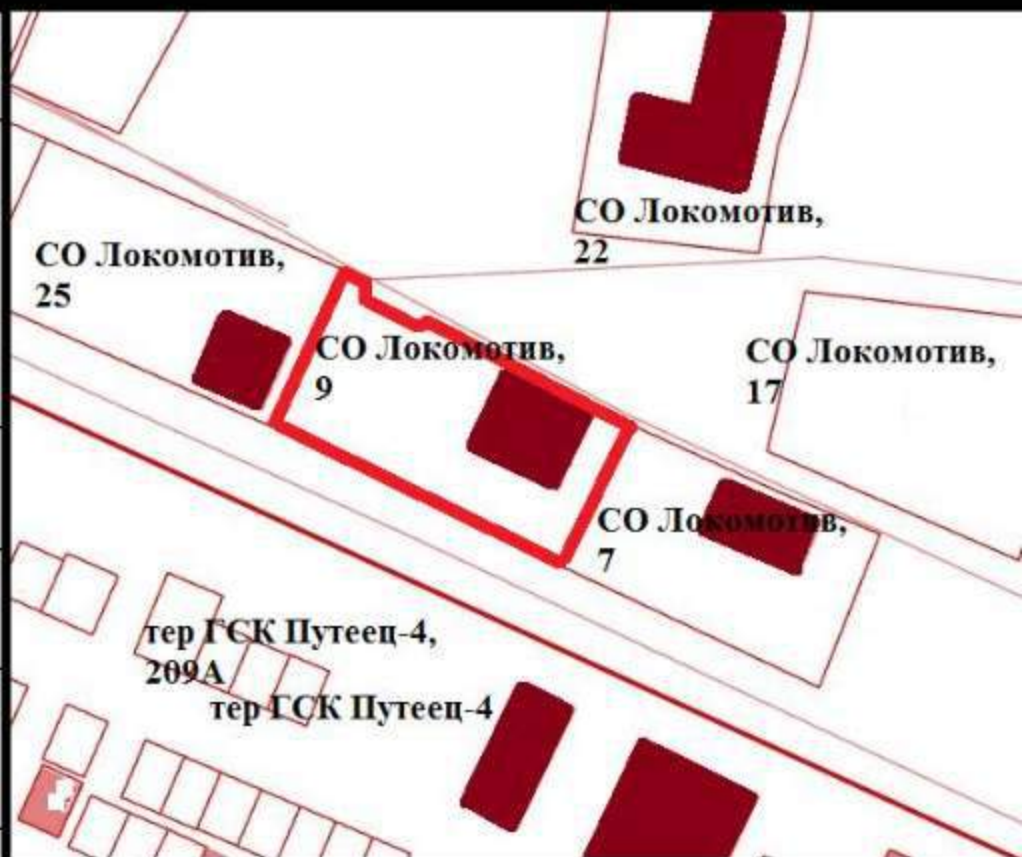 СО Локомотив,
22
СО Локомотив,
25
СО Локомотив,
9
СО Локомотив,
17
СО Локомотив,
7
тер ГСК Путеец-4,
209А
тер ГСК Путеец-4